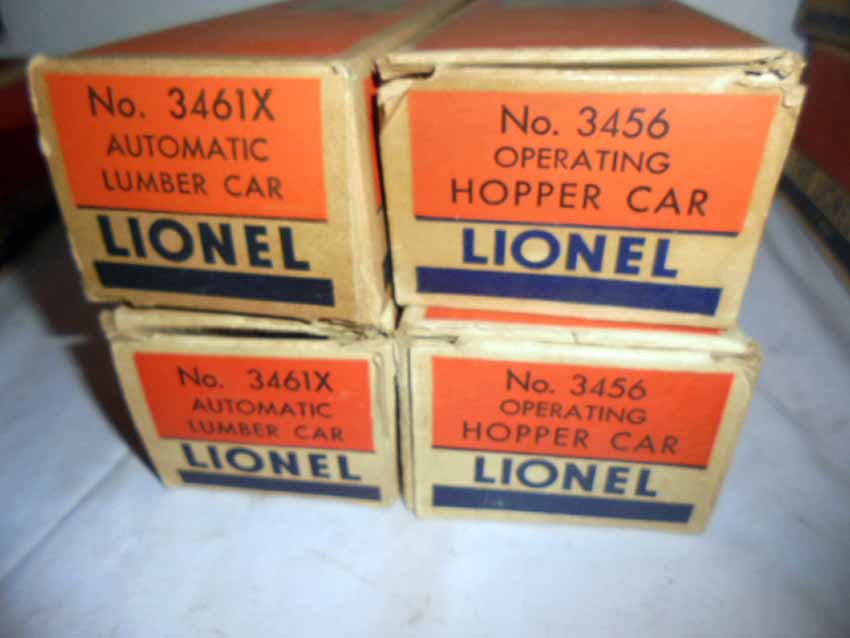 No. 3461X
AUTOMATIC
LUMBER CAR
LIONEL
No. 3456
OPERATING
HOPPER CAR
LIONEL
No. 3461X
AUTOMATIC
LUMBER CAR
LIONEL
No. 3456
OPERATING
HOPPER CAR
LIONEL